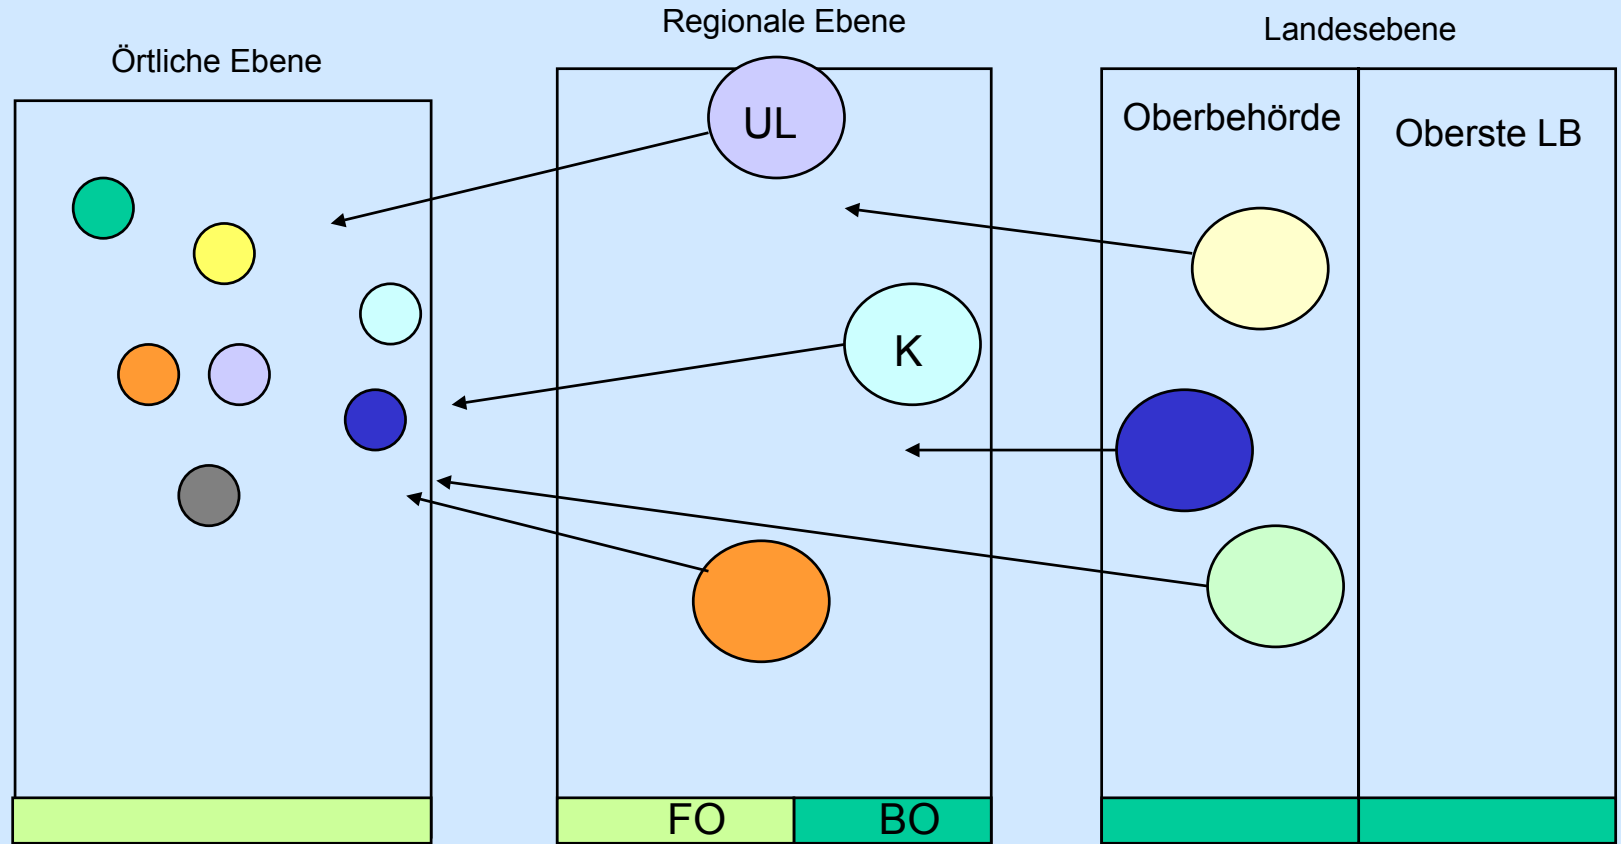 Örtliche Ebene
Regionale Ebene
Landesebene
UL
Oberbehörde
Oberste LB
K
FO
BO